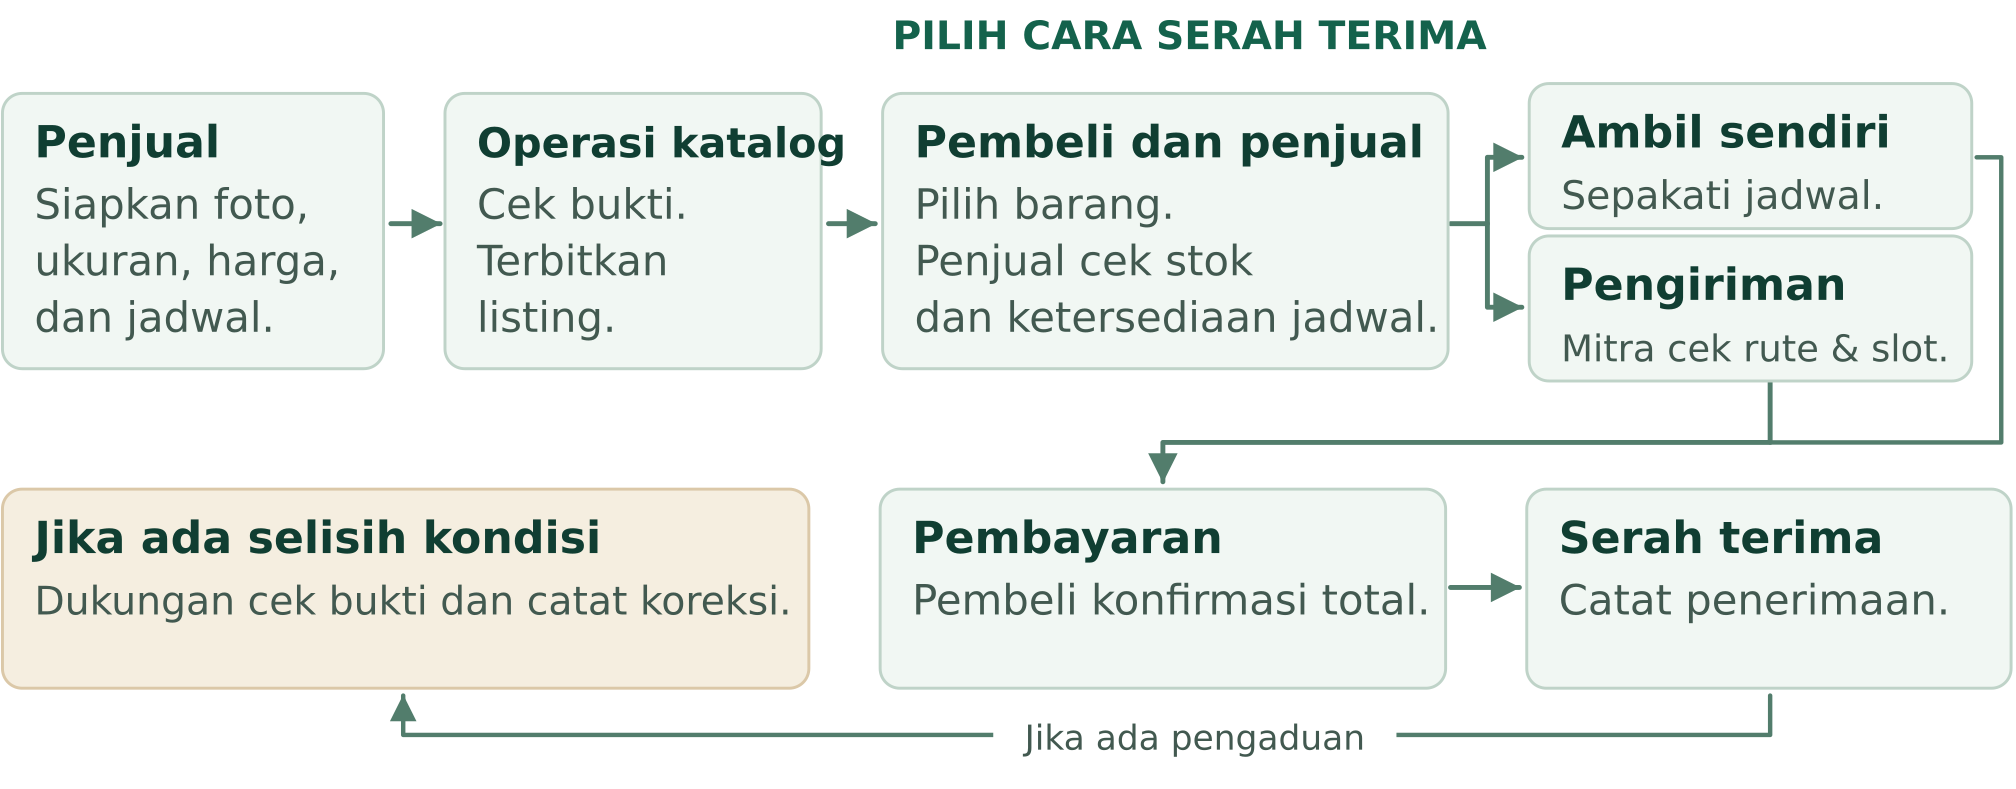 PILIH CARA SERAH TERIMA
Penjual
Siapkan foto,
ukuran, harga,
dan jadwal.
Operasi katalog
Cek bukti.
Terbitkan
listing.
Pembeli dan penjual
Pilih barang.
Penjual cek stok
dan ketersediaan jadwal.
Ambil sendiri
Sepakati jadwal.
Pengiriman
Mitra cek rute & slot.
Jika ada selisih kondisi
Dukungan cek bukti dan catat koreksi.
Pembayaran
Pembeli konfirmasi total.
Serah terima
Catat penerimaan.
Jika ada pengaduan